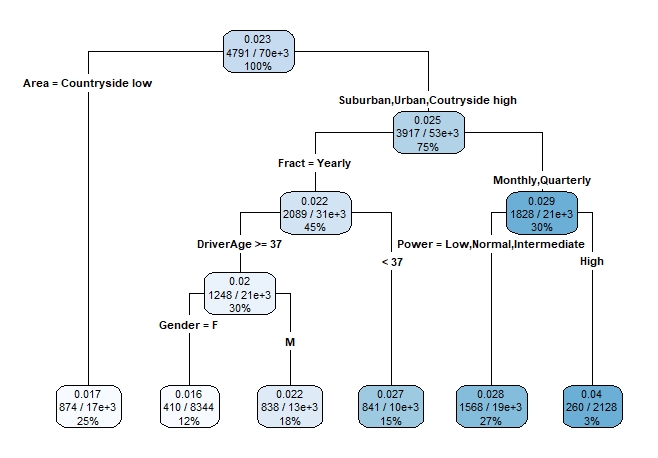 0.023
4791 / 70e+3
100%
Area = Countryside low
Suburban,Urban,Coutryside high
0.025
3917 / 53e+3
75%
Fract = Yearly
Monthly,Quarterly
0.022
2089 / 31e+3
45%
0.029
1828 / 21e+3
30%
DriverAge >= 37
< 37
Power = Low,Normal,Intermediate
High
0.02
1248 / 21e+3
30%
Gender = F
M
0.017
874 / 17e+3
25%
0.016
410 / 8344
12%
0.022
838 / 13e+3
18%
0.027
841 / 10e+3
15%
0.028
1568 / 19e+3
27%
0.04
260 / 2128
3%